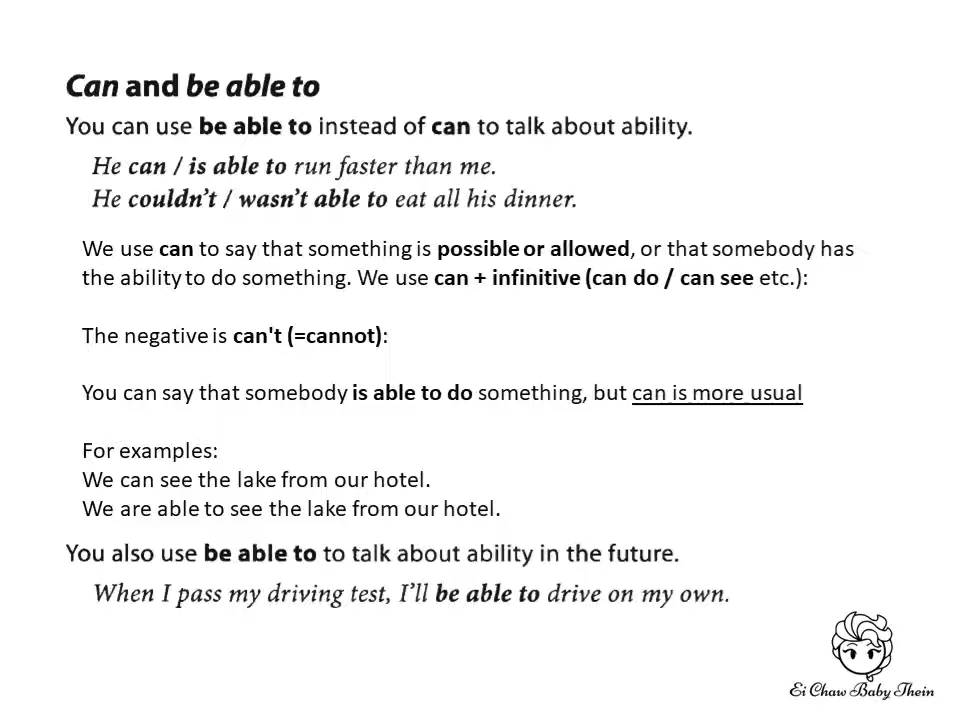 Can and be able to
You can use be able to instead of can to talk about ability.
He can / is able to run faster than me.
He couldn't / wasn't able to eat all his dinner.
We use can to say that something is possible or allowed, or that somebody has
the ability to do something. We use can + infinitive (can do / can see etc.):
The negative is can't (=cannot):
You can say that somebody is able to do something, but can is more usual
For examples:
We can see the lake from our hotel.
We are able to see the lake from our hotel.
You also use be able to to talk about ability in the future.
When I pass my driving test, I'll be able to drive on my own.
Ei Chaw Baby Thein